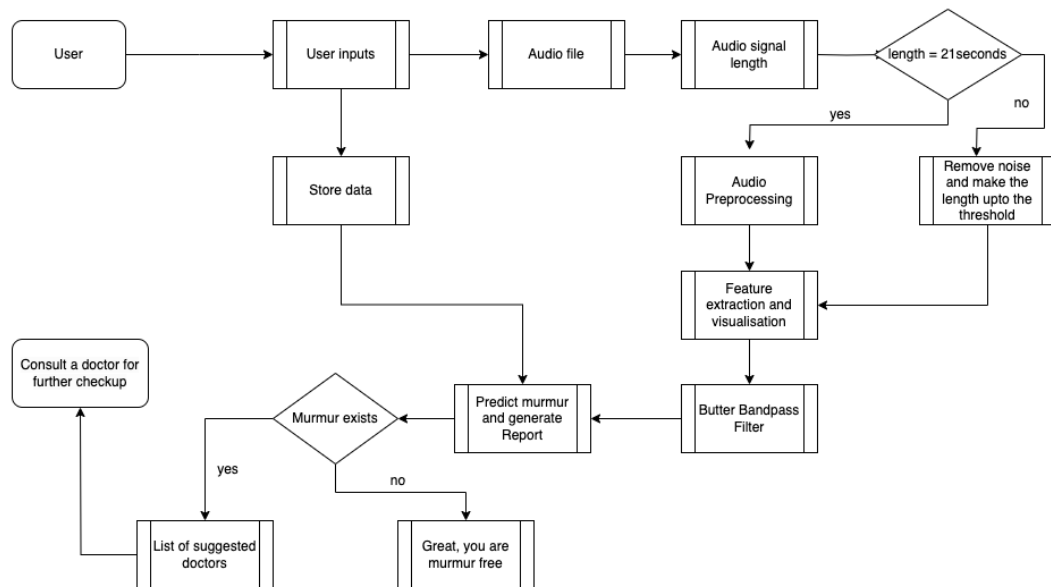 User
User inputs
Audio file
Audio signal
length
length = 21seconds
yes
no
Store data
Audio
Preprocessing
Remove noise
and make the
length upto the
threshold
Feature
extraction and
visualisation
Consult a doctor for
further checkup
Murmur exists
Predict murmur
and generate
Report
Butter Bandpass
Filter
yes
no
List of suggested
doctors
Great, you are
murmur free